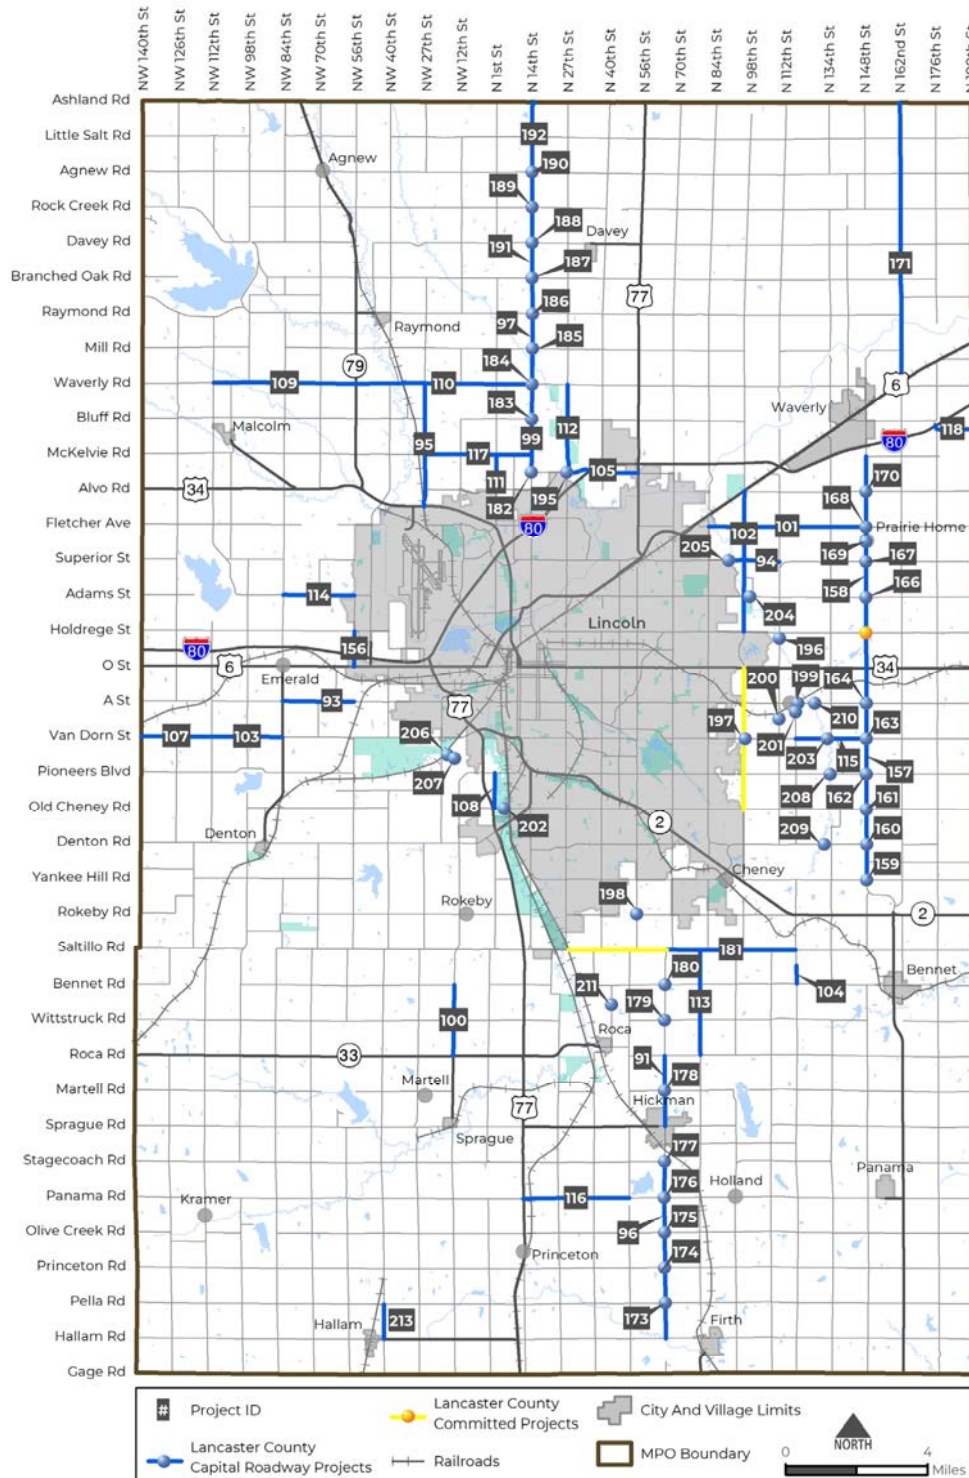 NW 140th St
NW 126th St
NW 112th St
NW 98th St
NW 84th St
NW 70th St
NW 56th St
NW 40th St
NW 27th St
NW 12th St
N 1st St
N 14th St
N 27th St
N 40th St
N 56th St
N 70th St
N 84th St
N 98th St
N 112th St
N 134th St
N 148th St
N 162nd St
N 176th St
Ashland Rd
Little Salt Rd
192
Agnew Rd
Agnew
190
189
Rock Creek Rd
188
Davey Rd
Davey
191
187
Branched Oak Rd
171
77
186
Raymond Rd
Raymond
97
185
Mill Rd
184
79
Waverly Rd
109
110
6
183
Waverly
Bluff Rd
Malcolm
95
99
112
118
80
McKelvie Rd
117
105
111
170
Alvo Rd
34
182
195
168
80
Fletcher Ave
102
101
Prairie Home
205
169
167
Superior St
94
158
166
Adams St
114
204
Holdrege St
Lincoln
156
196
80
O St
6
34
Emerald
200
199
164
A St
93
77
210
163
197
201
Van Dorn St
107
103
206
203
115
157
Pioneers Blvd
207
208
162
108
161
Old Cheney Rd
202
2
209
160
Denton Rd
Denton
Cheney
159
Yankee Hill Rd
198
Rokeby
Rokeby Rd
2
Saltillo Rd
181
180
Bennet
Bennet Rd
211
104
179
113
100
Wittstruck Rd
Roca
Roca Rd
33
91
178
Martell
Martell Rd
77
Hickman
Sprague Rd
Sprague
177
Stagecoach Rd
Panama
176
Holland
Panama Rd
Kramer
116
175
96
Olive Creek Rd
174
Princeton
Princeton Rd
Pella Rd
173
Firth
213
Hallam
Hallam Rd
Gage Rd
# Project ID
Lancaster County
Committed Projects
City And Village Limits
Lancaster County
Capital Roadway Projects
Railroads
MPO Boundary
NORTH
0 4
Miles